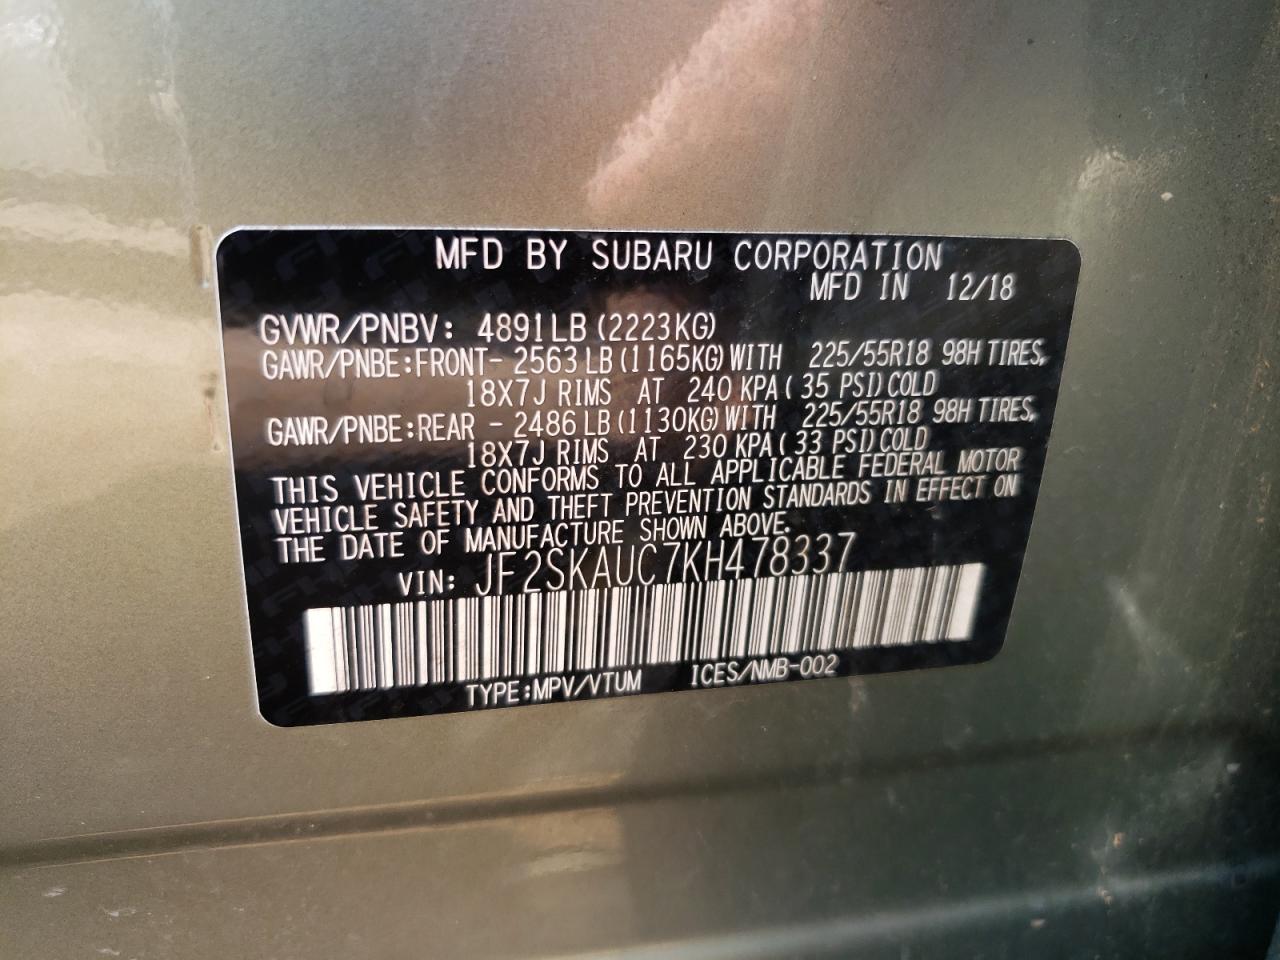 MFD BY SUBARU CORPORATION
MFD IN 12/18
GVWR/PNBV: 4891LB (2223KG)
GAWR/PNBE:FRONT- 2563 LB (1165KG) WITH 225/55R18 98H TIRES,
18X7J RIMS AT 240 KPA ( 35 PSI) COLD
GAWR/PNBE:REAR - 2486 LB (1130KG) WITH 225/55R18 98H TIRES,
18X7J RIMS AT 230 KPA ( 33 PSI) COLD
THIS VEHICLE CONFORMS TO ALL APPLICABLE FEDERAL MOTOR
VEHICLE SAFETY AND THEFT PREVENTION STANDARDS IN EFFECT ON
THE DATE OF MANUFACTURE SHOWN ABOVE.
VIN: JF2SKAUC7KH478337
TYPE:MPV/VTUM ICES/NMB-002